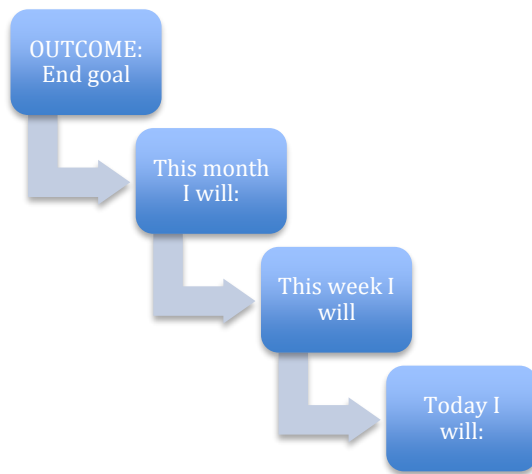 OUTCOME:
End goal
This month
I will:
This week I
will
Today I
will: